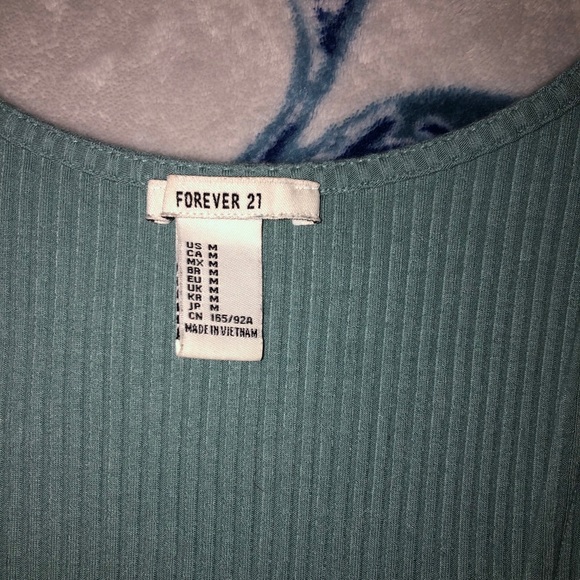 FOREVER 21
US M
CA M
MX M
BR M
EU M
UK M
KR M
JP M
CN 165/92A
MADE IN VIETNAM